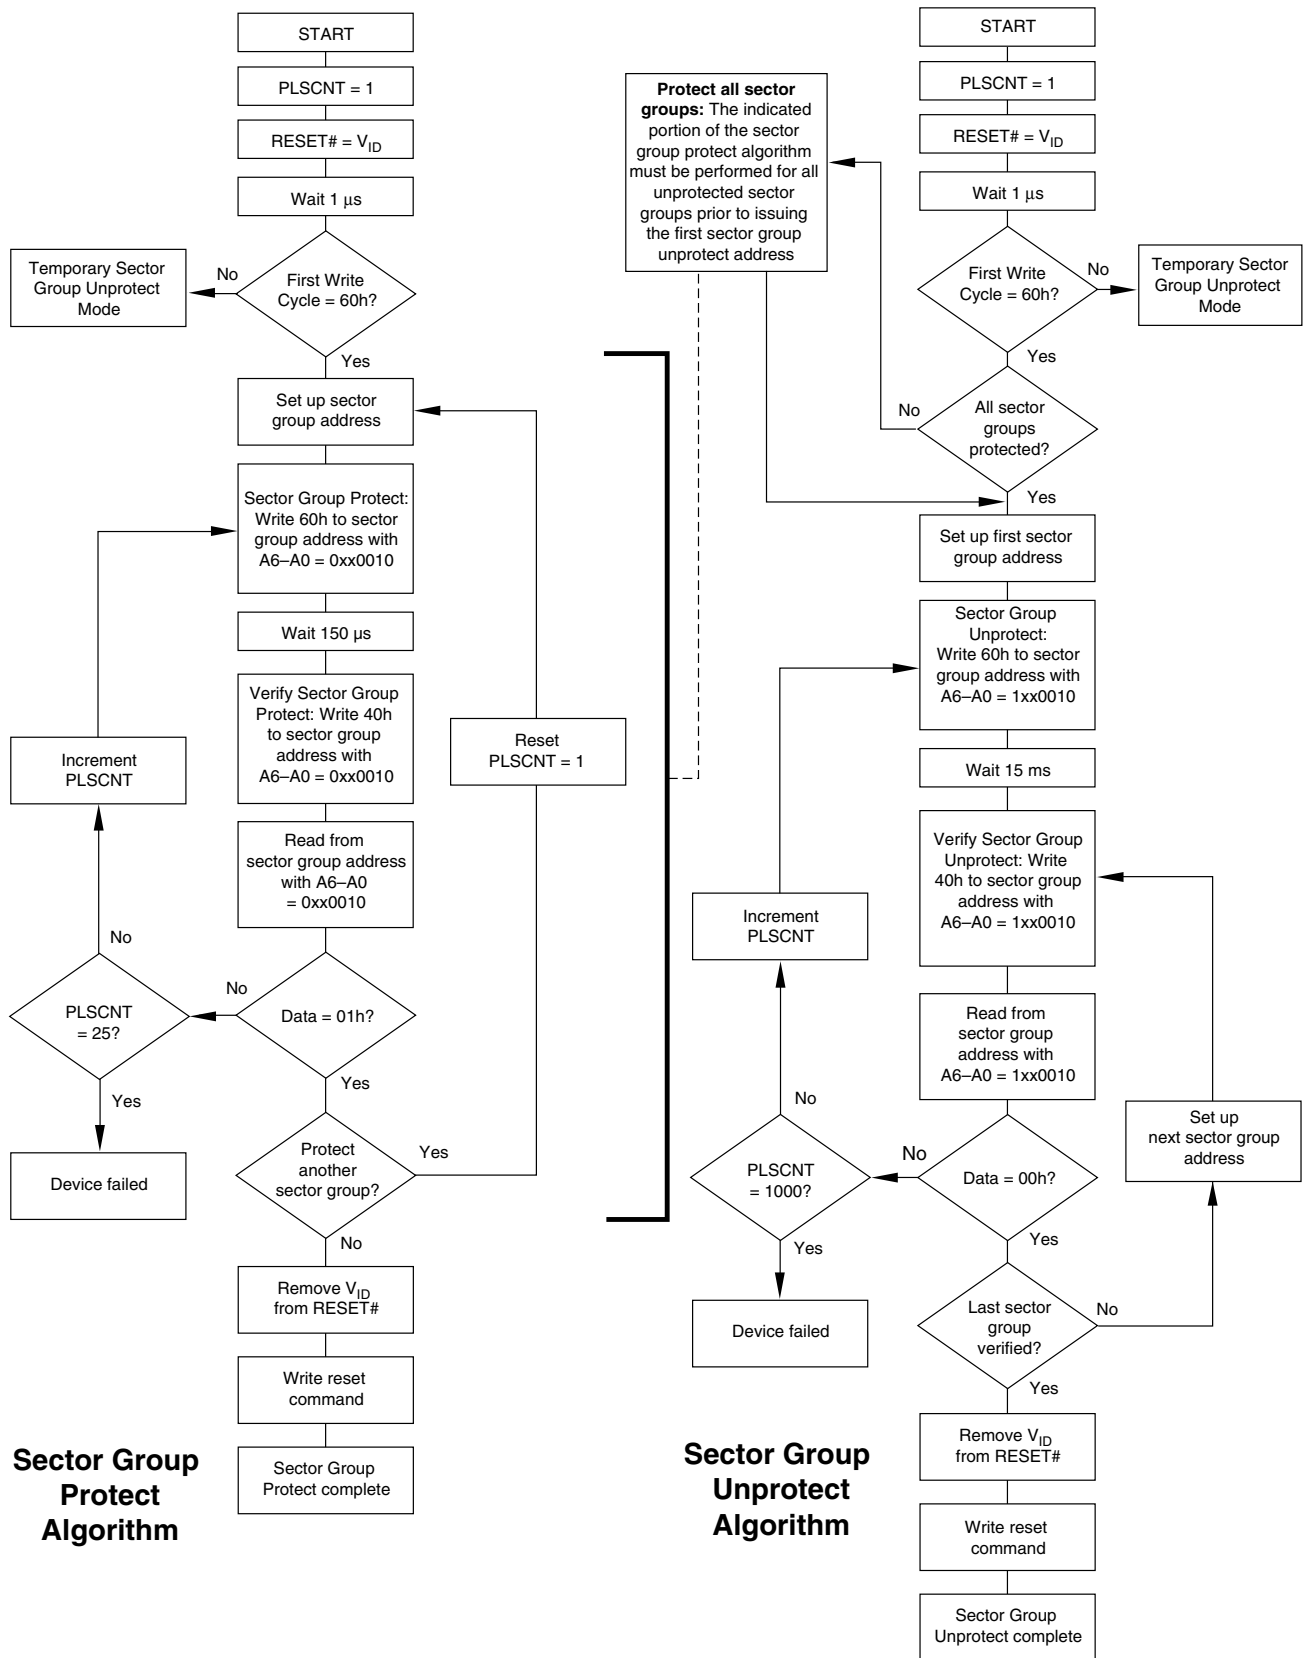 START
PLSCNT = 1
RESET# = VID
Wait 1 μs
First Write
Cycle = 60h?
No
Temporary Sector
Group Unprotect
Mode
Yes
Set up sector
group address
Sector Group Protect:
Write 60h to sector
group address with
A6–A0 = 0xx0010
Wait 150 µs
Verify Sector Group
Protect: Write 40h
to sector group
address with
A6–A0 = 0xx0010
Read from
sector group address
with A6–A0
= 0xx0010
Data = 01h?
No
PLSCNT
= 25?
No
Increment
PLSCNT
Yes
Device failed
Yes
Protect
another
sector group?
Yes
Reset
PLSCNT = 1
No
Remove VID
from RESET#
Write reset
command
Sector Group
Protect complete
Sector Group
Protect
Algorithm
START
PLSCNT = 1
RESET# = VID
Wait 1 μs
First Write
Cycle = 60h?
No
Temporary Sector
Group Unprotect
Mode
Yes
All sector
groups
protected?
No
Protect all sector
groups: The indicated
portion of the sector
group protect algorithm
must be performed for all
unprotected sector
groups prior to issuing
the first sector group
unprotect address
Yes
Set up first sector
group address
Sector Group
Unprotect:
Write 60h to sector
group address with
A6–A0 = 1xx0010
Wait 15 ms
Verify Sector Group
Unprotect: Write
40h to sector group
address with
A6–A0 = 1xx0010
Read from
sector group
address with
A6–A0 = 1xx0010
Data = 00h?
No
PLSCNT
= 1000?
No
Increment
PLSCNT
Yes
Device failed
Yes
Last sector
group
verified?
No
Set up
next sector group
address
Yes
Remove VID
from RESET#
Write reset
command
Sector Group
Unprotect complete
Sector Group
Unprotect
Algorithm